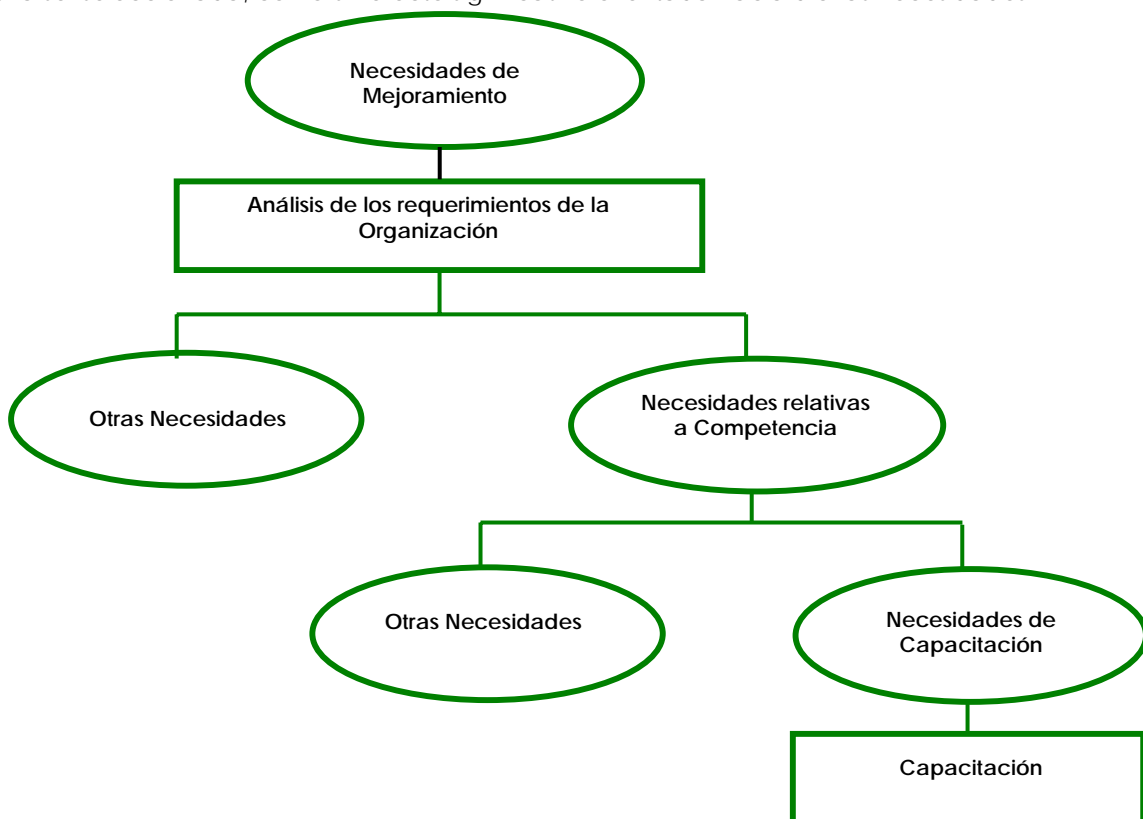 Necesidades de
Mejoramiento
Análisis de los requerimientos de la
Organización
Otras Necesidades
Necesidades relativas
a Competencia
Otras Necesidades
Necesidades de
Capacitación
Capacitación